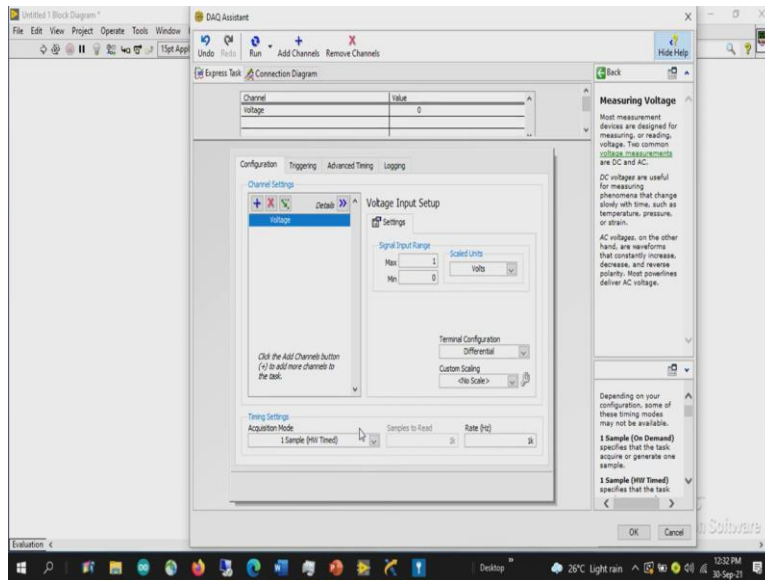 Untitled 1 Block Diagram *
DAQ Assistant
File Edit View Project Operate Tools Window
15pt Appl
Undo Redo Run Add Channels Remove Channels Hide Help
Express Task Connection Diagram
Back
Channel Value
Voltage 0
Configuration Triggering Advanced Timing Logging
Channel Settings
Details
Voltage
Click the Add Channels button
(+) to add more channels to
the task.
Voltage Input Setup
Settings
Signal Input Range
Max 1
Min 0
Scaled Units
Volts
Terminal Configuration
Differential
Custom Scaling
<No Scale>
Timing Settings
Acquisition Mode Samples to Read Rate (Hz)
1 Sample (HW Timed) 1k 1k
Measuring Voltage
Most measurement
devices are designed for
measuring, or reading,
voltage. Two common
voltage measurements
are DC and AC.
DC voltages are useful
for measuring
phenomena that change
slowly with time, such as
temperature, pressure,
or strain.
AC voltages, on the other
hand, are waveforms
that constantly increase,
decrease, and reverse
polarity. Most powerlines
deliver AC voltage.
Depending on your
configuration, some of
these timing modes
may not be available.
1 Sample (On Demand)
specifies that the task
acquire or generate one
sample.
1 Sample (HW Timed)
specifies that the task
OK Cancel
Software
Evaluation
Desktop
26°C Light rain
12:32 PM
30-Sep-21